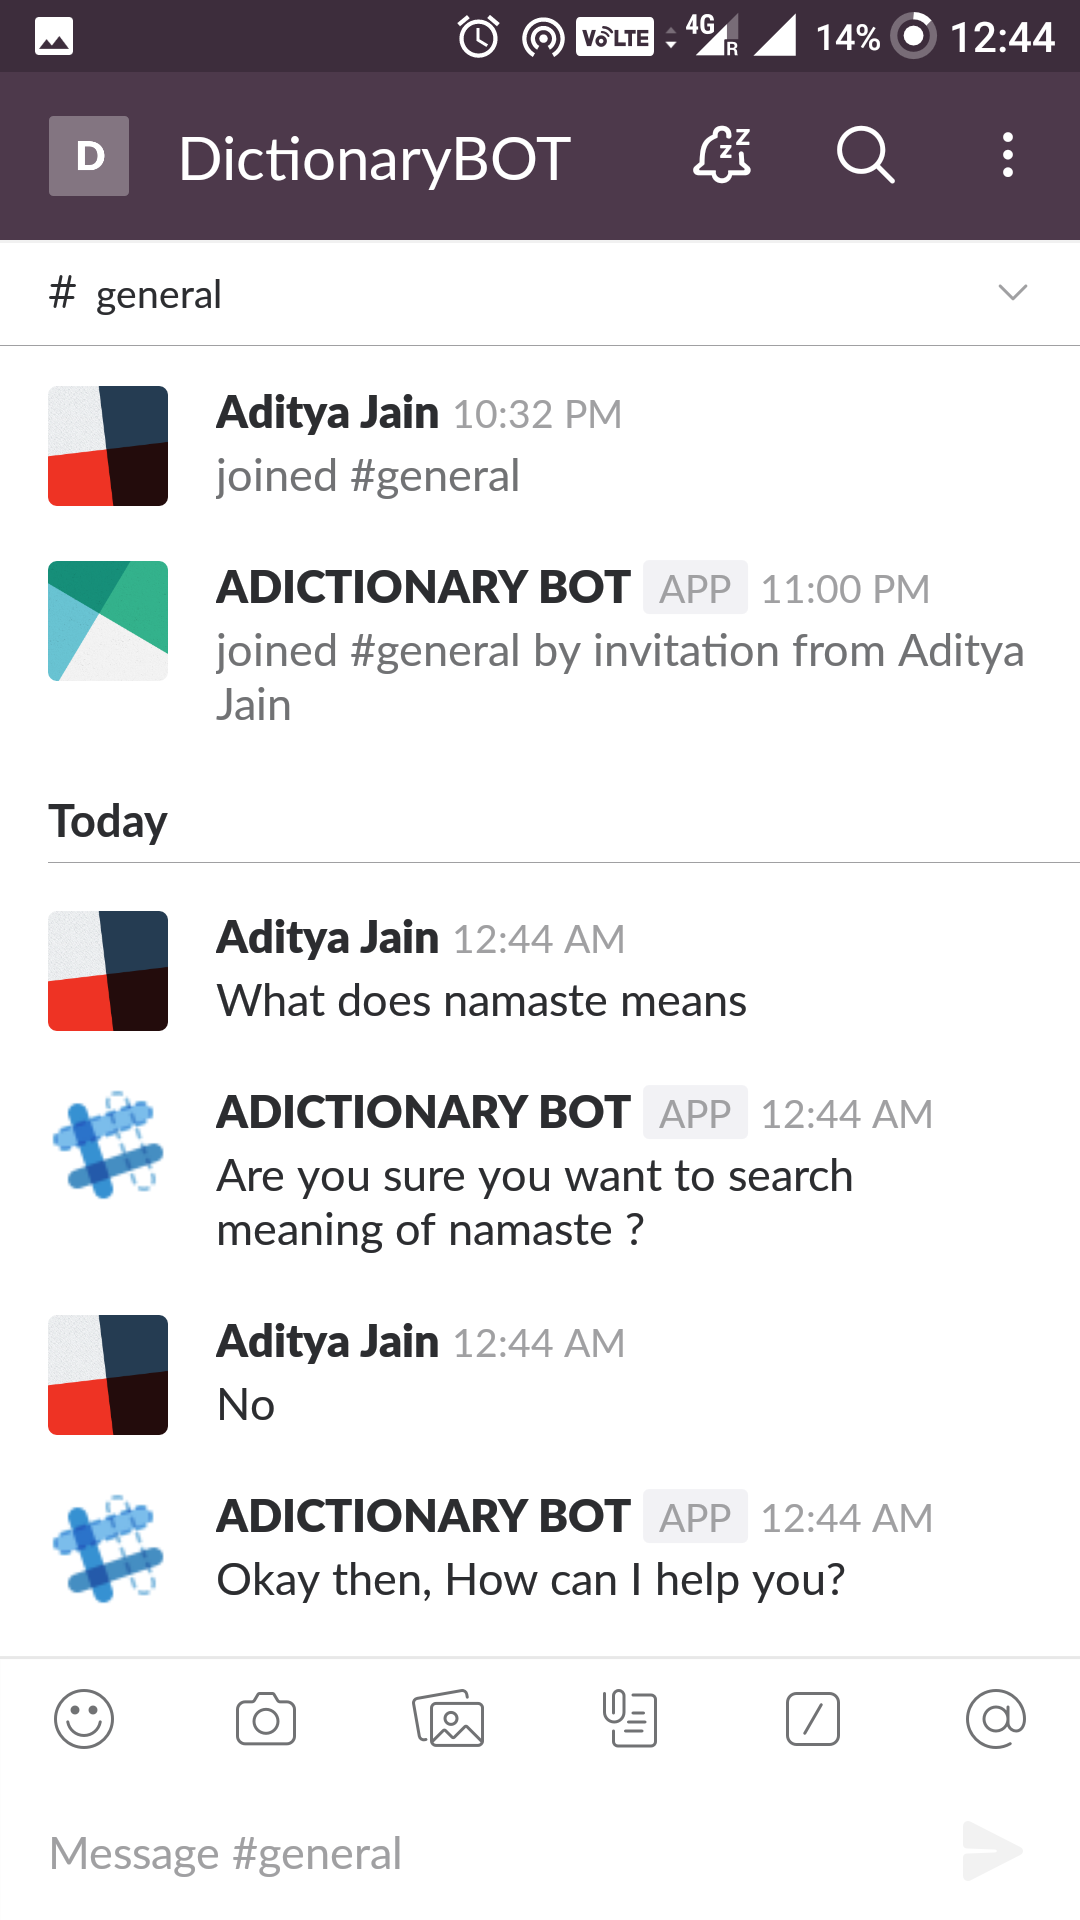 VoLTE 4G R 14% 12:44
D DictionaryBOT
# general
Aditya Jain 10:32 PM
joined #general
ADICTIONARY BOT APP 11:00 PM
joined #general by invitation from Aditya
Jain
Today
Aditya Jain 12:44 AM
What does namaste means
ADICTIONARY BOT APP 12:44 AM
Are you sure you want to search
meaning of namaste ?
Aditya Jain 12:44 AM
No
ADICTIONARY BOT APP 12:44 AM
Okay then, How can I help you?
Message #general